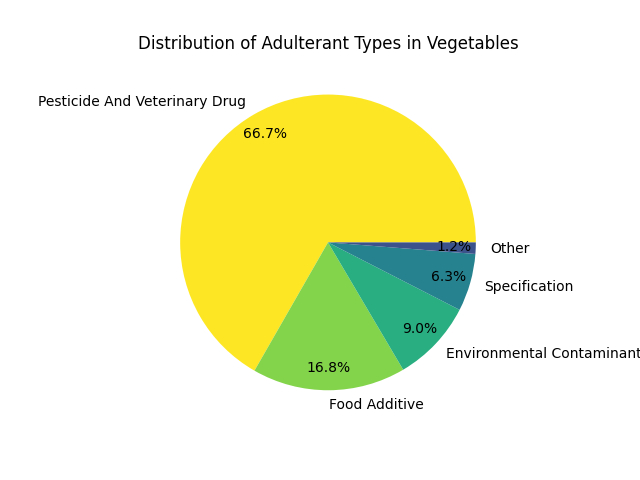 Distribution of Adulterant Types in Vegetables
Pesticide And Veterinary Drug
66.7%
1.2%
Other
6.3%
Specification
9.0%
Environmental Contaminant
16.8%
Food Additive